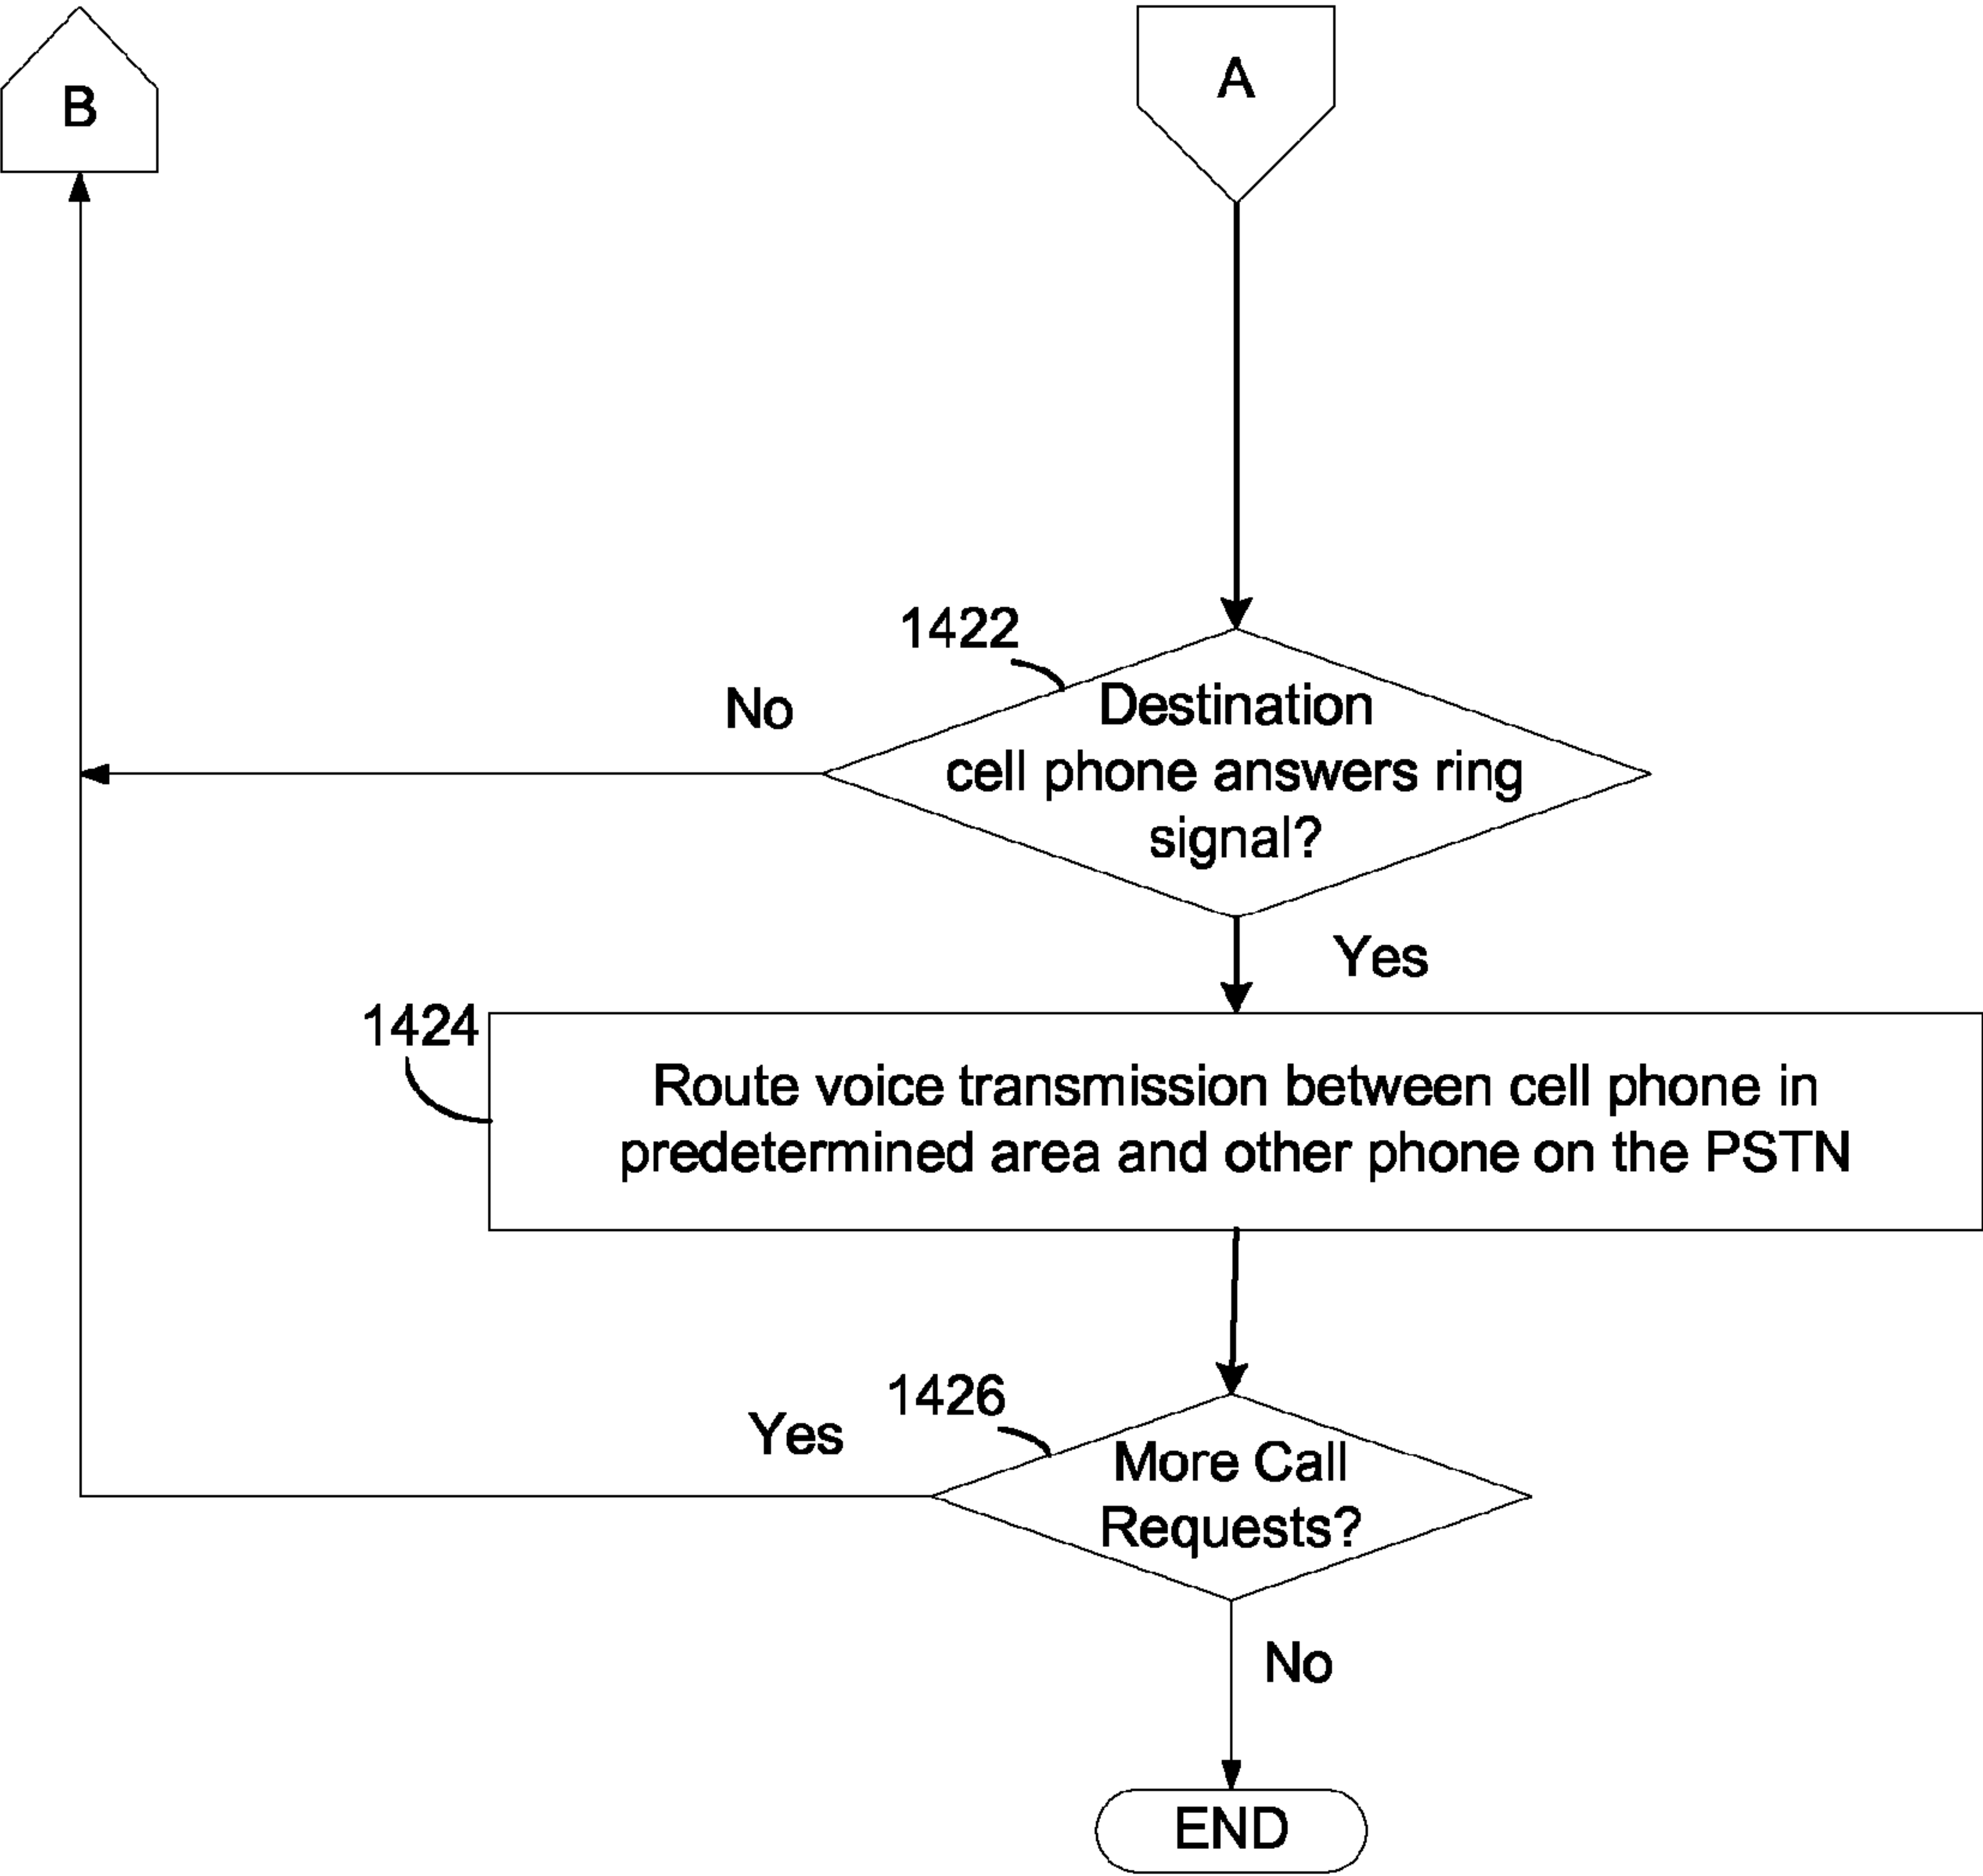 B
A
1422
No
Destination
cell phone answers ring
signal?
Yes
1424
Route voice transmission between cell phone in
predetermined area and other phone on the PSTN
1426
Yes
More Call
Requests?
No
END